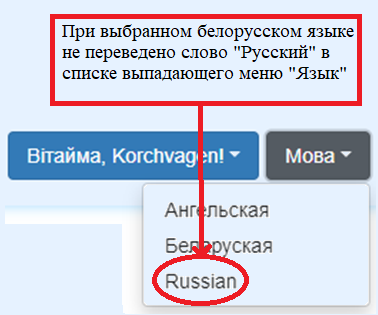 При выбранном белорусском языке
не переведено слово "Русский" в
списке выпадающего меню "Язык"
Вітайма, Korchvagen!
Мова
Ангельская
Беларуская
Russian